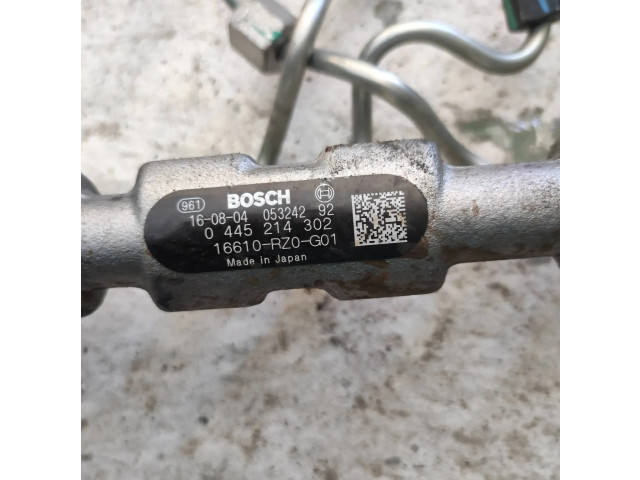 961 BOSCH
16-08-04 053242 92
0 445 214 302
16610-RZ0-G01
Made in Japan